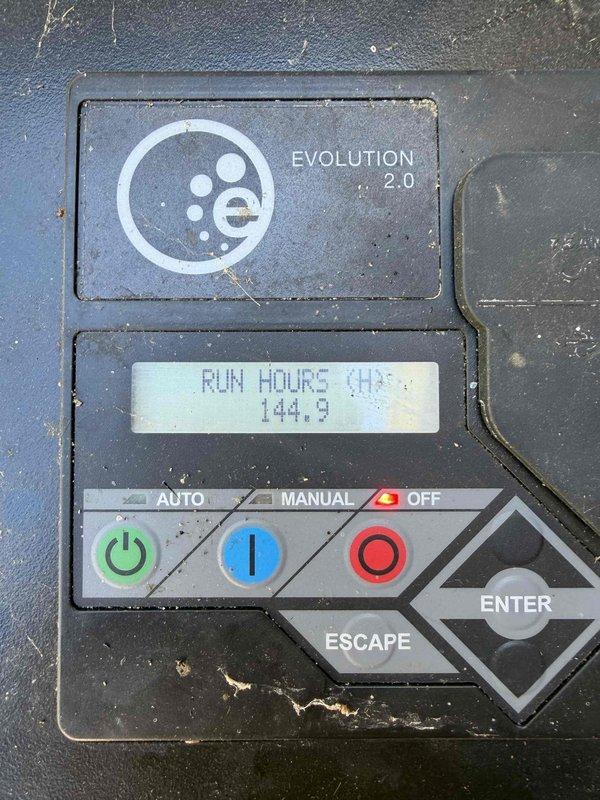 e
EVOLUTION
2.0
RUN HOURS (H)
144.9
AUTO
MANUAL
OFF
ENTER
ESCAPE